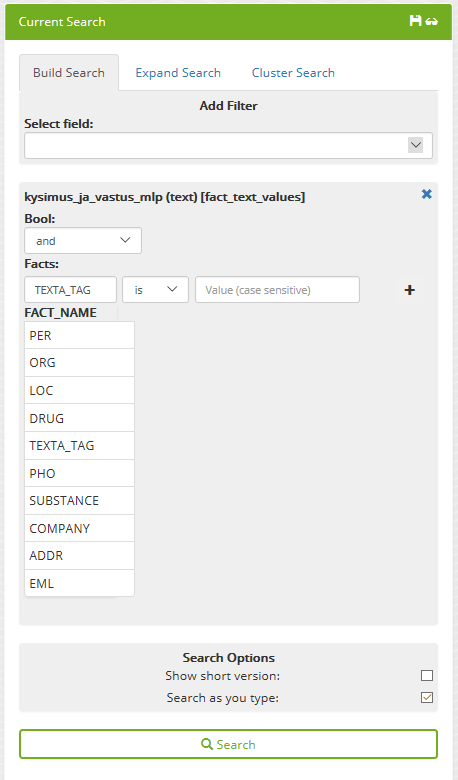 Current Search
Build Search Expand Search Cluster Search
Add Filter
Select field:
kysimus_ja_vastus_mlp (text) [fact_text_values]
Bool:
and
Facts:
TEXTA_TAG is Value (case sensitive)
FACT_NAME
PER
ORG
LOC
DRUG
TEXTA_TAG
PHO
SUBSTANCE
COMPANY
ADDR
EML
Search Options
Show short version:
Search as you type:
Search